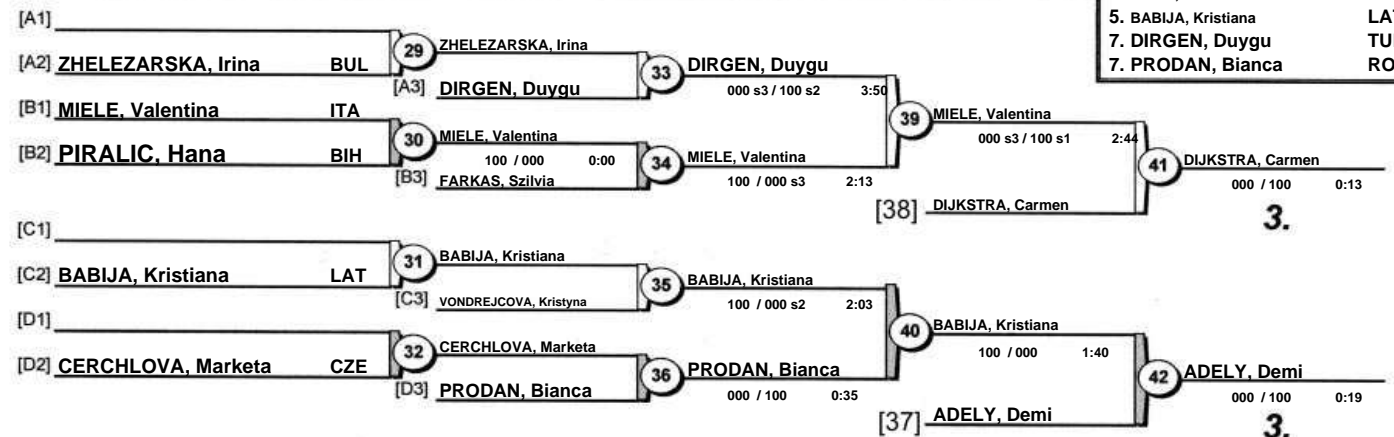 5. BABIJA, Kristiana LAT
7. DIRGEN, Duygu
7. PRODAN, Bianca
[A1]
[A2] ZHELEZARSKA, Irina BUL
29
ZHELEZARSKA, Irina
[A3] DIRGEN, Duygu
33
DIRGEN, Duygu
000 s3 / 100 s2 3:50
[B1] MIELE, Valentina ITA
[B2] PIRALIC, Hana BIH
30
MIELE, Valentina
100 / 000 0:00
[B3] FARKAS, Szilvia
34
MIELE, Valentina
100 / 000 s3 2:13
39
MIELE, Valentina
000 s3 / 100 s1 2:44
[38] DIJKSTRA, Carmen
41
DIJKSTRA, Carmen
000 / 100 0:13
3.
[C1]
[C2] BABIJA, Kristiana LAT
31
BABIJA, Kristiana
[C3] VONDREJCOVA, Kristyna
35
BABIJA, Kristiana
100 / 000 s2 2:03
[D1]
[D2] CERCHLOVA, Marketa CZE
32
CERCHLOVA, Marketa
[D3] PRODAN, Bianca
36
PRODAN, Bianca
000 / 100 0:35
40
BABIJA, Kristiana
100 / 000 1:40
[37] ADELY, Demi
42
ADELY, Demi
000 / 100 0:19
3.